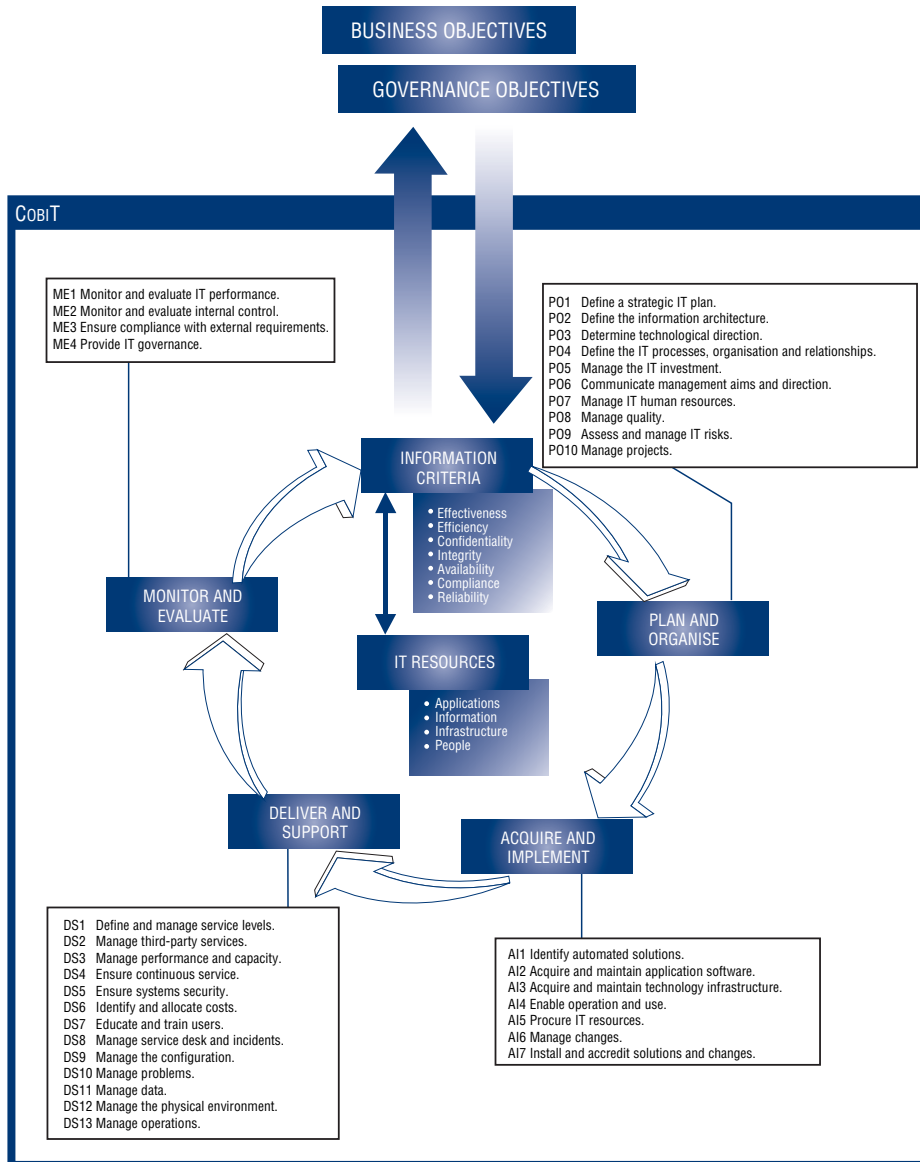 BUSINESS OBJECTIVES
GOVERNANCE OBJECTIVES
COBIT
ME1 Monitor and evaluate IT performance.
ME2 Monitor and evaluate internal control.
ME3 Ensure compliance with external requirements.
ME4 Provide IT governance.
PO1 Define a strategic IT plan.
PO2 Define the information architecture.
PO3 Determine technological direction.
PO4 Define the IT processes, organisation and relationships.
PO5 Manage the IT investment.
PO6 Communicate management aims and direction.
PO7 Manage IT human resources.
PO8 Manage quality.
PO9 Assess and manage IT risks.
PO10 Manage projects.
INFORMATION
CRITERIA
• Effectiveness
• Efficiency
• Confidentiality
• Integrity
• Availability
• Compliance
• Reliability
MONITOR AND
EVALUATE
PLAN AND
ORGANISE
IT RESOURCES
• Applications
• Information
• Infrastructure
• People
DELIVER AND
SUPPORT
ACQUIRE AND
IMPLEMENT
DS1 Define and manage service levels.
DS2 Manage third-party services.
DS3 Manage performance and capacity.
DS4 Ensure continuous service.
DS5 Ensure systems security.
DS6 Identify and allocate costs.
DS7 Educate and train users.
DS8 Manage service desk and incidents.
DS9 Manage the configuration.
DS10 Manage problems.
DS11 Manage data.
DS12 Manage the physical environment.
DS13 Manage operations.
AI1 Identify automated solutions.
AI2 Acquire and maintain application software.
AI3 Acquire and maintain technology infrastructure.
AI4 Enable operation and use.
AI5 Procure IT resources.
AI6 Manage changes.
AI7 Install and accredit solutions and changes.